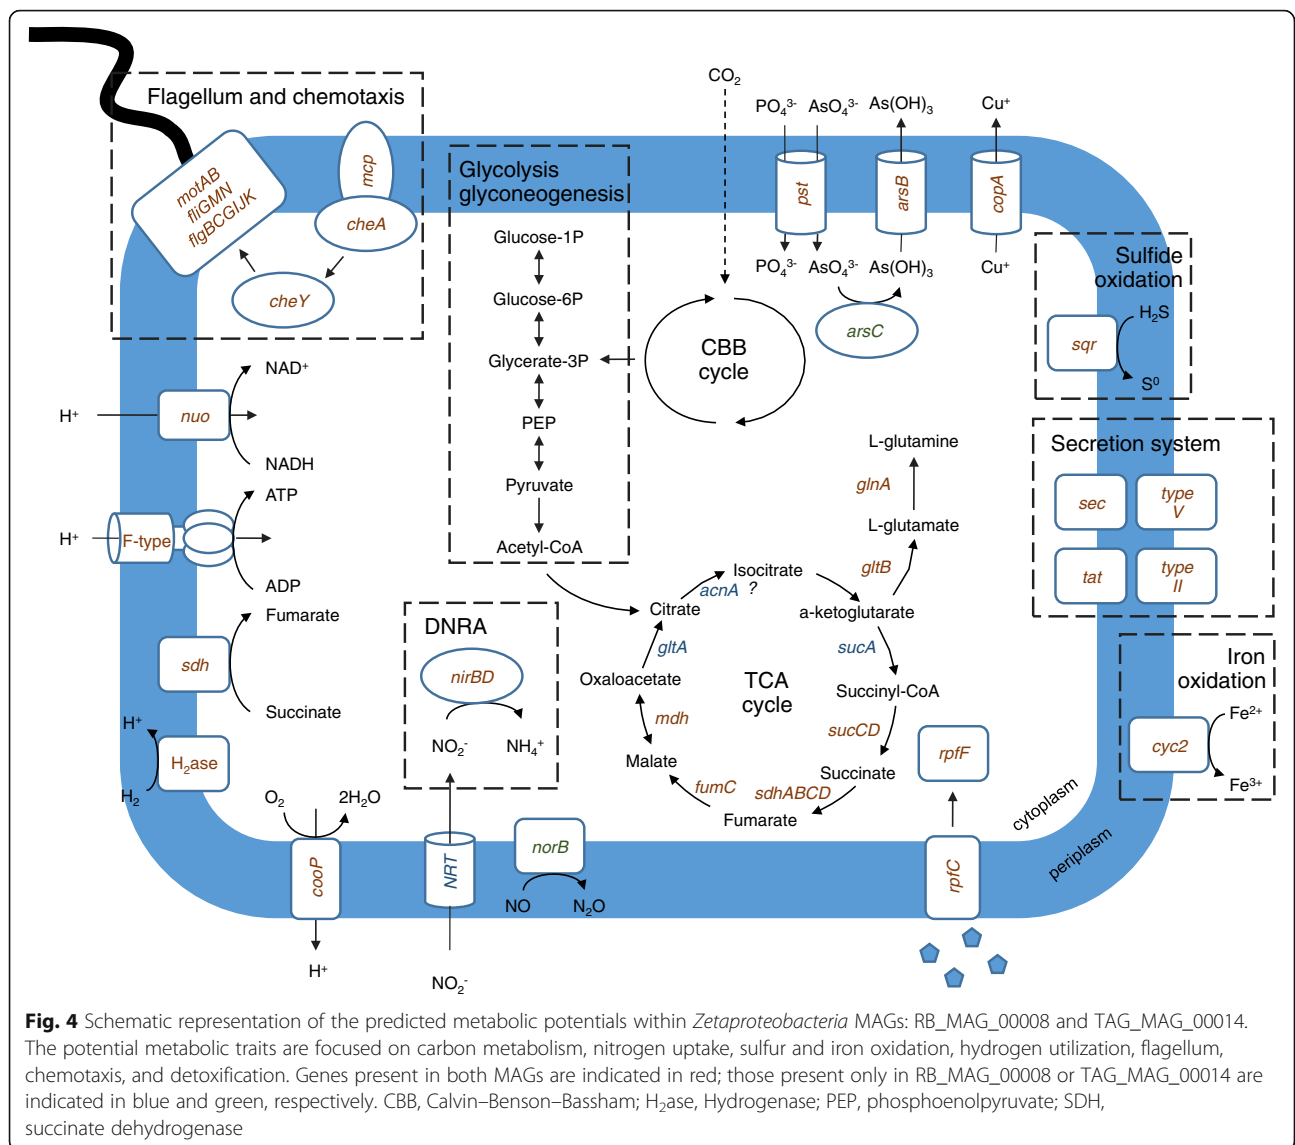 Flagellum and chemotaxis
motAB
fliGMN
flgBCGIJK
mcp
cheA
cheY
Glycolysis
glyconeogenesis
Glucose-1P
Glucose-6P
Glycerate-3P
PEP
Pyruvate
Acetyl-CoA
CO2
CBB
cycle
PO4³⁻ AsO4³⁻ As(OH)3 Cu⁺
pst
arsB
copA
PO4³⁻ AsO4³⁻ As(OH)3 Cu⁺
arsC
Sulfide
oxidation
sqr
H2S
S⁰
NAD⁺
H⁺
nuo
NADH
ATP
H⁺
F-type
ADP
Fumarate
sdh
Succinate
H⁺
H2ase
H2
Secretion system
sec
type
V
tat
type
II
L-glutamine
glnA
L-glutamate
gltB
Isocitrate
acnA ?
Citrate
a-ketoglutarate
gltA
sucA
Oxaloacetate
TCA
cycle
Succinyl-CoA
mdh
sucCD
Malate
Succinate
fumC
sdhABCD
Fumarate
DNRA
nirBD
NO2⁻ NH4⁺
Iron
oxidation
Fe²⁺
cyc2
Fe³⁺
rpfF
rpfC
cytoplasm
periplasm
O2 2H2O
cooP
H⁺
NRT
NO2⁻
norB
NO N2O
Fig. 4 Schematic representation of the predicted metabolic potentials within Zetaproteobacteria MAGs: RB_MAG_00008 and TAG_MAG_00014.
The potential metabolic traits are focused on carbon metabolism, nitrogen uptake, sulfur and iron oxidation, hydrogen utilization, flagellum,
chemotaxis, and detoxification. Genes present in both MAGs are indicated in red; those present only in RB_MAG_00008 or TAG_MAG_00014 are
indicated in blue and green, respectively. CBB, Calvin–Benson–Bassham; H2ase, Hydrogenase; PEP, phosphoenolpyruvate; SDH,
succinate dehydrogenase